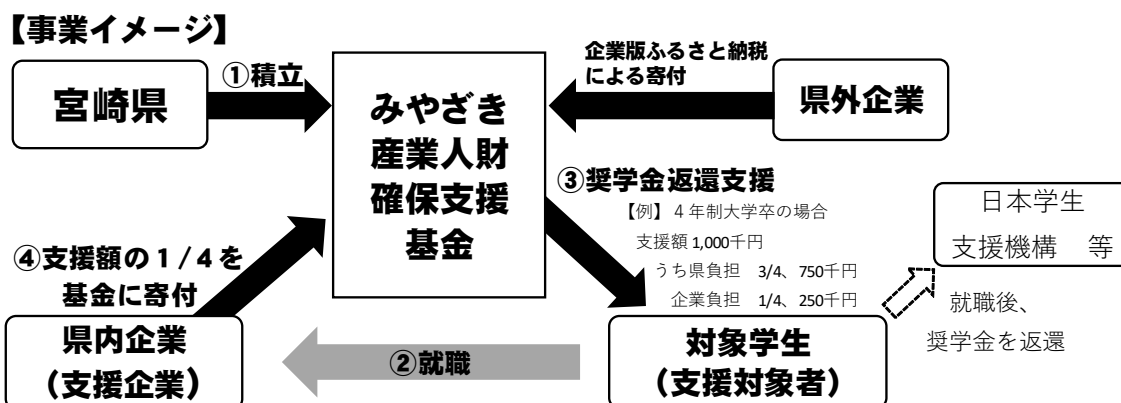 【事業イメージ】
宮崎県
①積立
みやざき
産業人財
確保支援
基金
企業版ふるさと納税
による寄付
県外企業
③奨学金返還支援
【例】４年制大学卒の場合
支援額 1,000千円
うち県負担　3/4、750千円
企業負担　1/4、250千円
日本学生
支援機構　等
就職後、
奨学金を返還
④支援額の１/４を
基金に寄付
県内企業
（支援企業）
②就職
対象学生
（支援対象者）